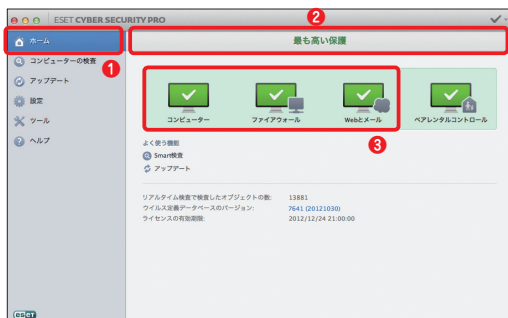 ESET CYBER SECURITY PRO
❷
ホーム
最も高い保護
❶
コンピューターの検査
アップデート
設定
ツール
ヘルプ
コンピューター
ファイアウォール
Webとメール
ペアレンタルコントロール
❸
よく使う機能
Smart検査
アップデート
リアルタイム検査で検査したオブジェクトの数: 13881
ウイルス定義データベースのバージョン: 7641 (20121030)
ライセンスの有効期限: 2012/12/24 21:00:00
eset